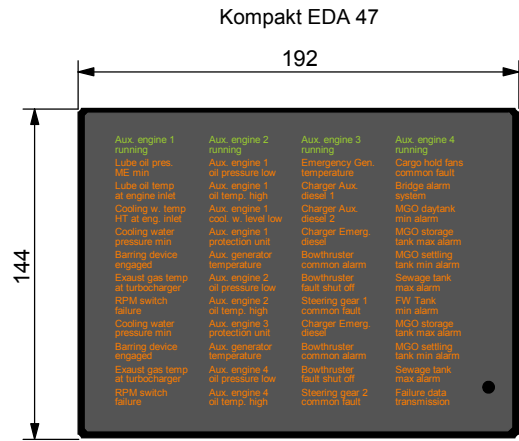 Kompakt EDA 47
192
144
Aux. engine 1
running
Lube oil pres.
ME min
Lube oil temp
at engine inlet
Cooling w. temp
HT at eng. inlet
Cooling water
pressure min
Barring device
engaged
Exaust gas temp
at turbocharger
RPM switch
failure
Cooling water
pressure min
Barring device
engaged
Exaust gas temp
at turbocharger
RPM switch
failure
Aux. engine 2
running
Aux. engine 1
oil pressure low
Aux. engine 1
oil temp. high
Aux. engine 1
cool. w. level low
Aux. engine 1
protection unit
Aux. generator
temperature
Aux. engine 2
oil pressure low
Aux. engine 2
oil temp. high
Aux. engine 3
protection unit
Aux. generator
temperature
Aux. engine 4
oil pressure low
Aux. engine 4
oil temp. high
Aux. engine 3
running
Emergency Gen.
temperature
Charger Aux.
diesel 1
Charger Aux.
diesel 2
Charger Emerg.
diesel
Bowthruster
common alarm
Bowthruster
fault shut off
Steering gear 1
common fault
Charger Emerg.
diesel
Bowthruster
common alarm
Bowthruster
fault shut off
Steering gear 2
common fault
Aux. engine 4
running
Cargo hold fans
common fault
Bridge alarm
system
MGO daytank
min alarm
MGO storage
tank max alarm
MGO settling
tank min alarm
Sewage tank
max alarm
FW Tank
min alarm
MGO storage
tank max alarm
MGO settling
tank min alarm
Sewage tank
max alarm
Failure data
transmission